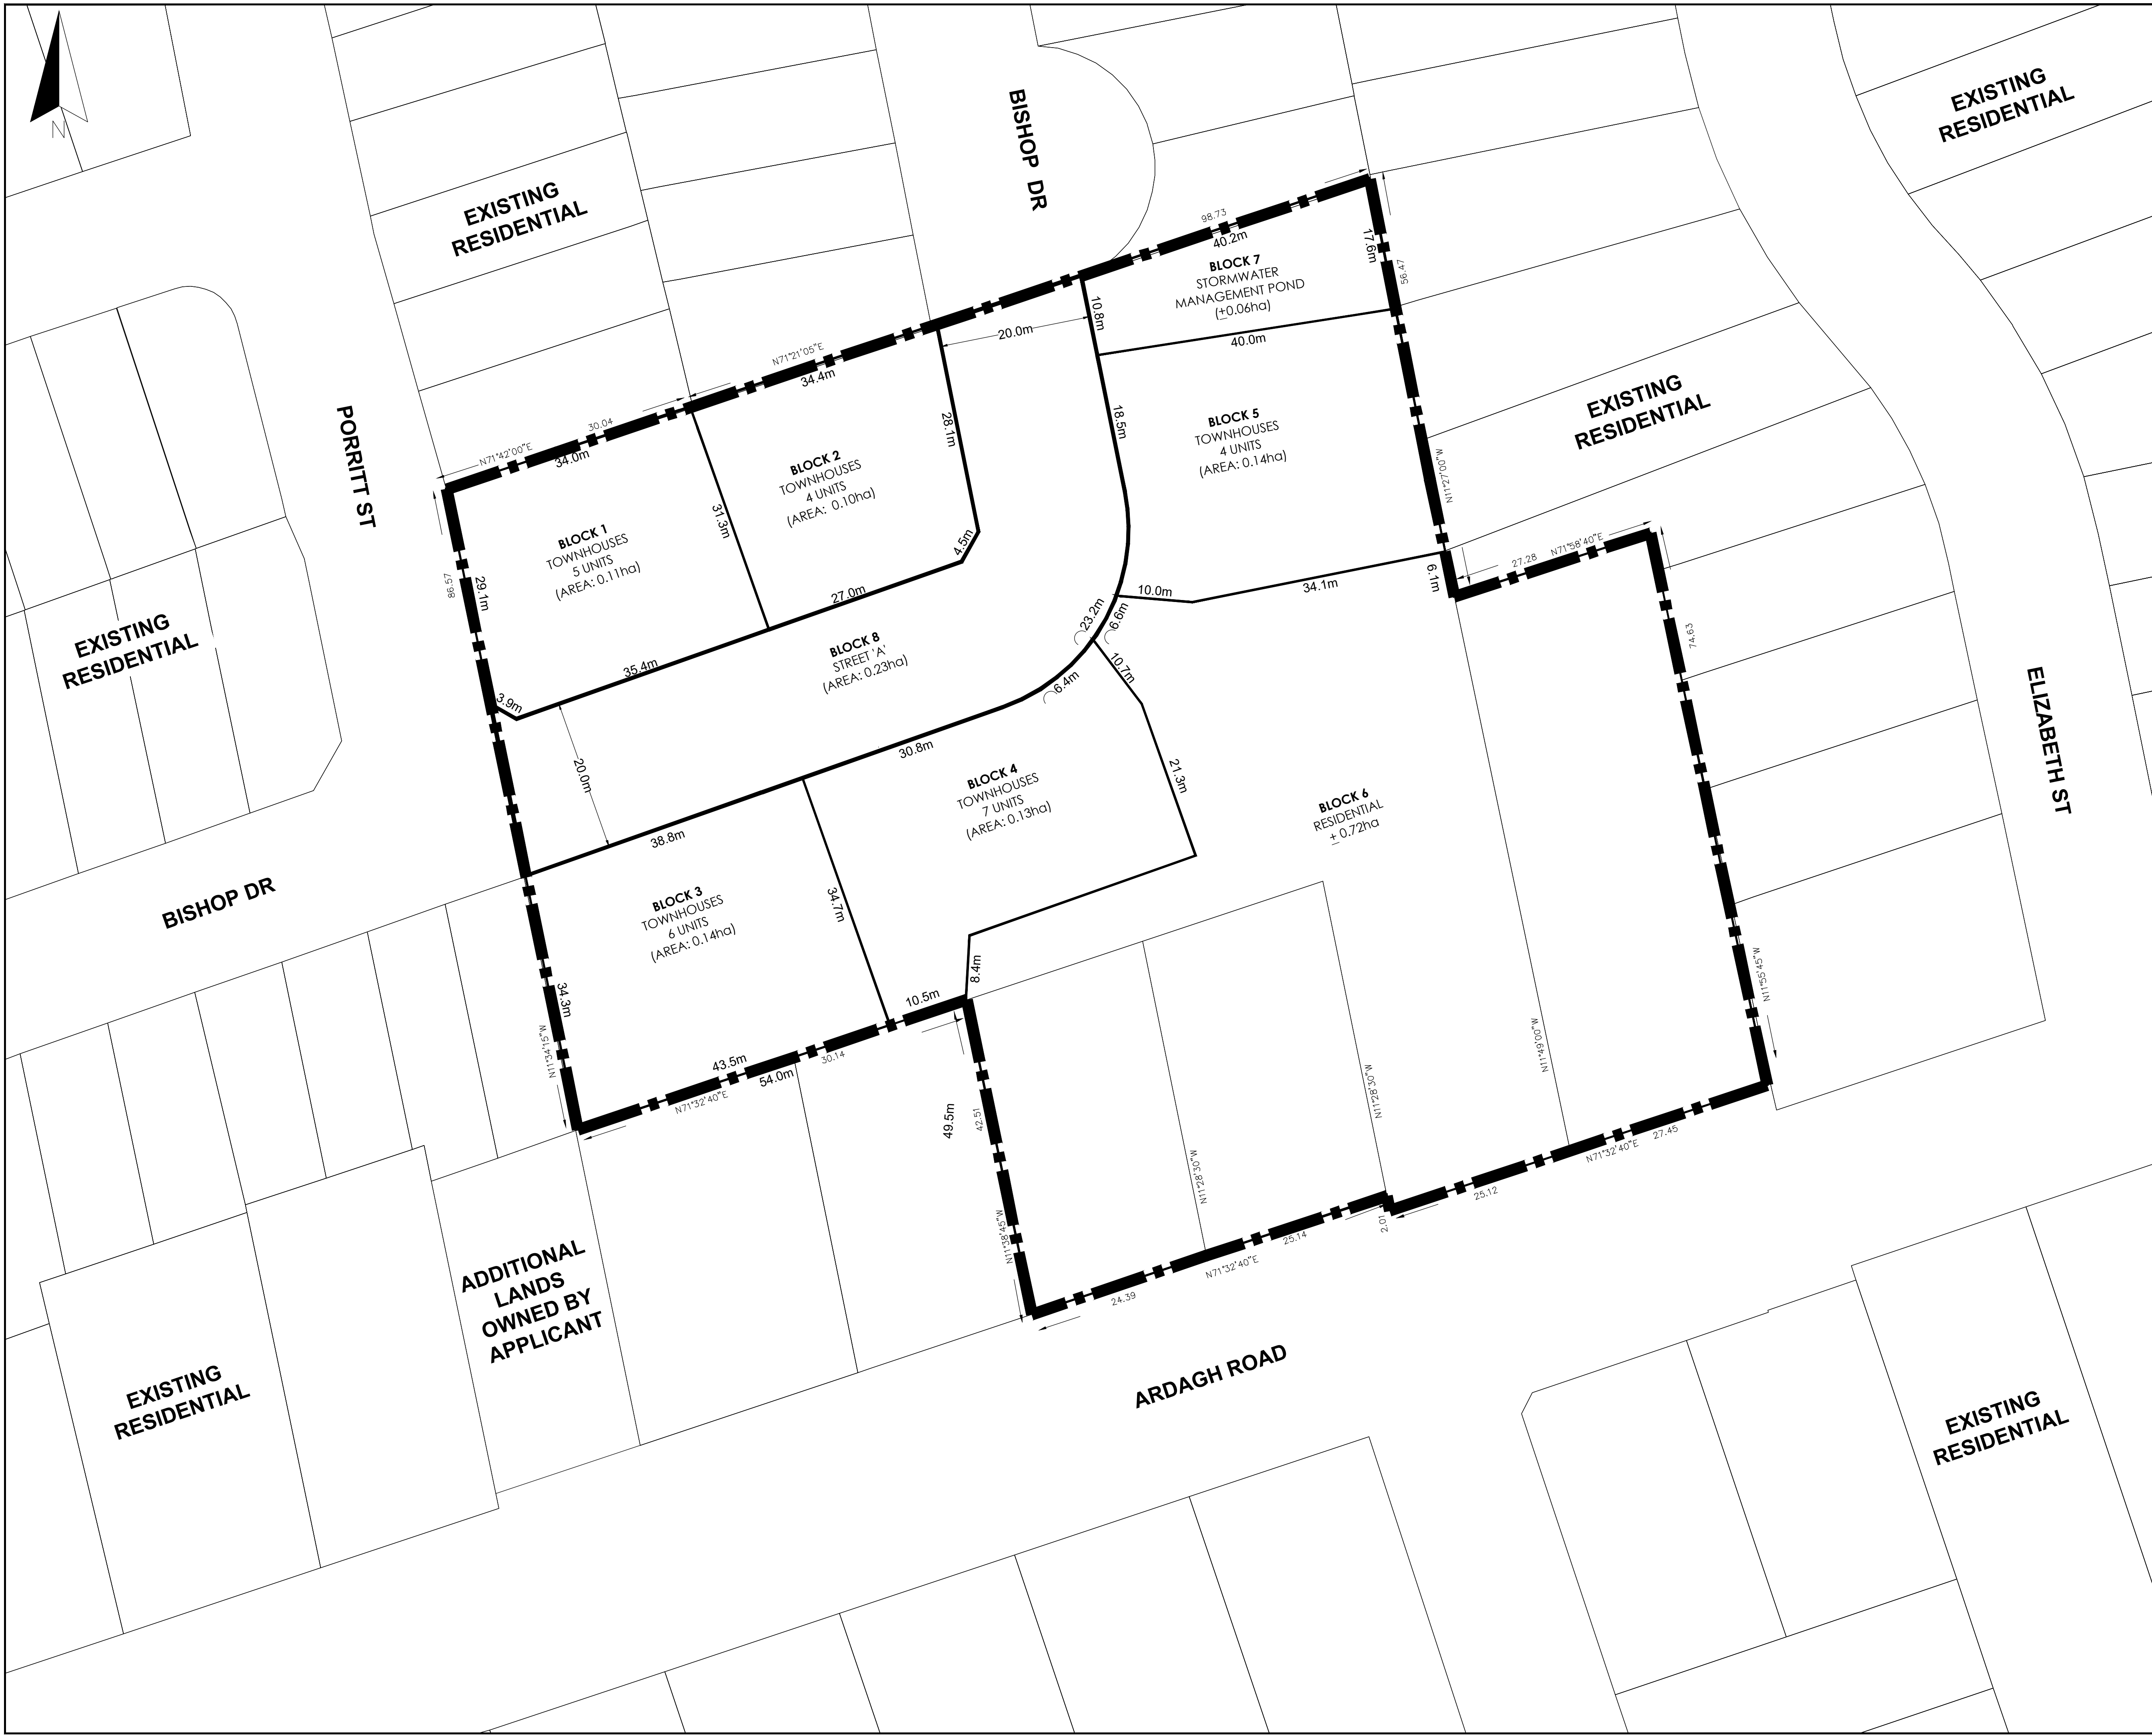 N
BISHOP DR
EXISTING
RESIDENTIAL
EXISTING
RESIDENTIAL
98.73
40.2m
17.6m
56.47
BLOCK 7
STORMWATER
MANAGEMENT POND
(±0.06ha)
10.8m
20.0m
40.0m
N71°21'05"E
34.4m
PORRITT ST
30.04
N71°42'00"E
34.0m
28.1m
18.5m
BLOCK 5
TOWNHOUSES
4 UNITS
(AREA: 0.14ha)
EXISTING
RESIDENTIAL
BLOCK 2
TOWNHOUSES
4 UNITS
(AREA: 0.10ha)
N11°27'00"W
31.3m
BLOCK 1
TOWNHOUSES
5 UNITS
(AREA: 0.11ha)
4.5m
27.28
N71°58'40"E
86.57
29.1m
6.1m
27.0m
10.0m
34.1m
23.2m
6.6m
EXISTING
RESIDENTIAL
74.63
BLOCK 8
STREET 'A'
(AREA: 0.23ha)
35.4m
10.7m
6.4m
3.9m
ELIZABETH ST
30.8m
20.0m
21.3m
BLOCK 4
TOWNHOUSES
7 UNITS
(AREA: 0.13ha)
BLOCK 6
RESIDENTIAL
± 0.72ha
38.8m
BISHOP DR
BLOCK 3
TOWNHOUSES
6 UNITS
(AREA: 0.14ha)
34.7m
8.4m
N11°55'45"W
34.3m
10.5m
N11°34'15"W
43.5m
54.0m
30.14
N71°32'40"E
N11°49'00"W
N11°28'30"W
49.5m
42.51
N11°28'30"W
N71°32'40"E
27.45
25.12
2.01
N11°38'45"W
25.14
N71°32'40"E
24.39
ADDITIONAL
LANDS
OWNED BY
APPLICANT
ARDAGH ROAD
EXISTING
RESIDENTIAL
EXISTING
RESIDENTIAL